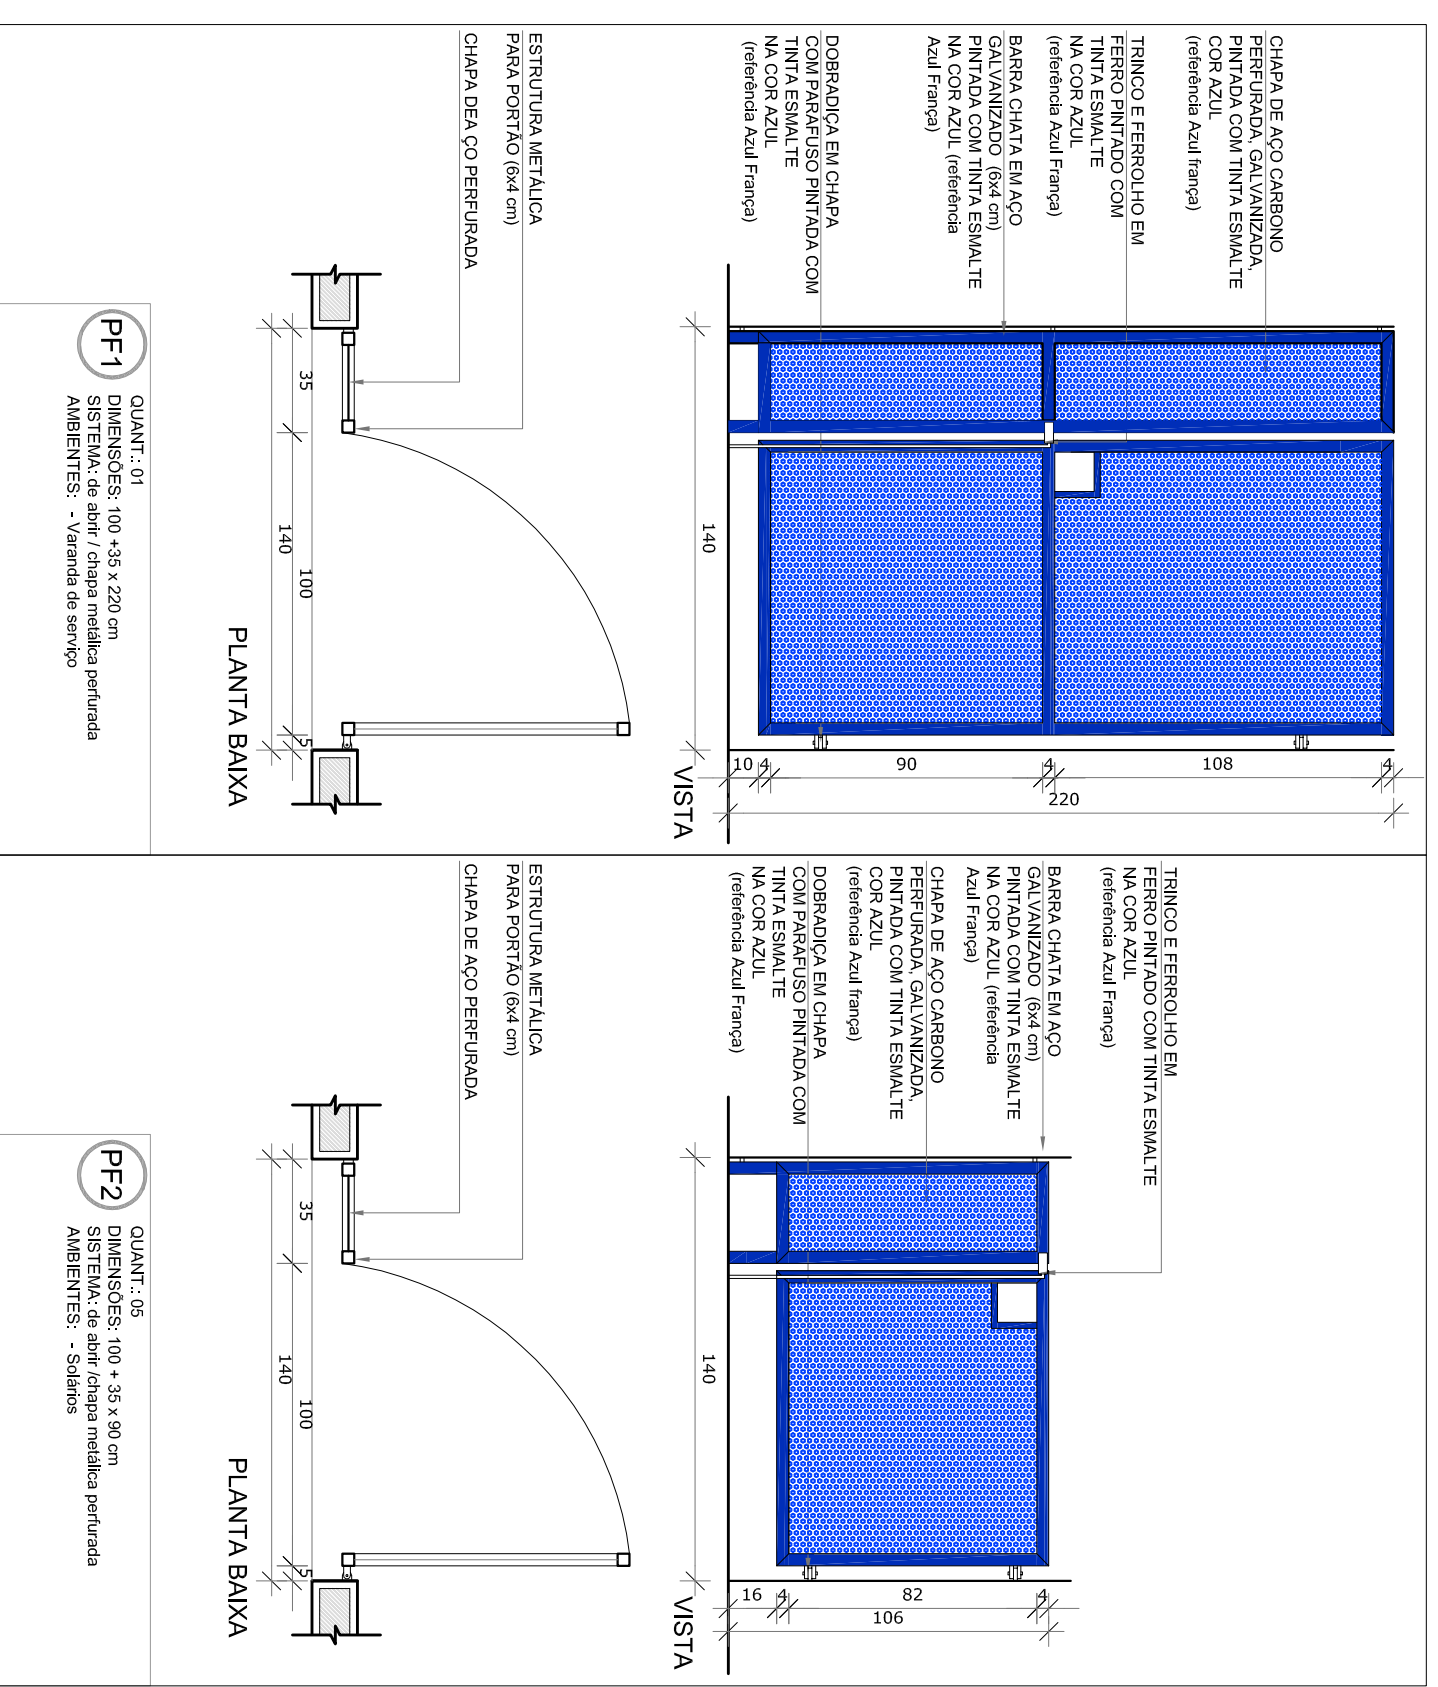 CHAPA DE AÇO CARBONO
PERFURADA, GALVANIZADA,
PINTADA COM TINTA ESMALTE
COR AZUL
(referência Azul frança)
TRINCO E FERROLHO EM
FERRO PINTADO COM
TINTA ESMALTE
NA COR AZUL
(referência Azul França)
BARRA CHATA EM AÇO
GALVANIZADO (6x4 cm)
PINTADA COM TINTA ESMALTE
NA COR AZUL (referência
Azul França)
DOBRADIÇA EM CHAPA
COM PARAFUSO PINTADA COM
TINTA ESMALTE
NA COR AZUL
(referência Azul França)
4
108
4
90
4
10
220
140
VISTA
ESTRUTURA METÁLICA
PARA PORTÃO (6x4 cm)
CHAPA DEA ÇO PERFURADA
35
100
5
140
PLANTA BAIXA
PF1
QUANT.: 01
DIMENSÕES: 100 +35 x 220 cm
SISTEMA: de abrir / chapa metálica perfurada
AMBIENTES: - Varanda de serviço
TRINCO E FERROLHO EM
FERRO PINTADO COM TINTA ESMALTE
NA COR AZUL
(referência Azul França)
BARRA CHATA EM AÇO
GALVANIZADO (6x4 cm)
PINTADA COM TINTA ESMALTE
NA COR AZUL (referência
Azul França)
CHAPA DE AÇO CARBONO
PERFURADA, GALVANIZADA,
PINTADA COM TINTA ESMALTE
COR AZUL
(referência Azul frança)
DOBRADIÇA EM CHAPA
COM PARAFUSO PINTADA COM
TINTA ESMALTE
NA COR AZUL
(referência Azul França)
4
82
4
16
106
140
VISTA
ESTRUTURA METÁLICA
PARA PORTÃO (6x4 cm)
CHAPA DE AÇO PERFURADA
35
100
5
140
PLANTA BAIXA
PF2
QUANT.: 05
DIMENSÕES: 100 + 35 x 90 cm
SISTEMA: de abrir /chapa metálica perfurada
AMBIENTES: - Solários